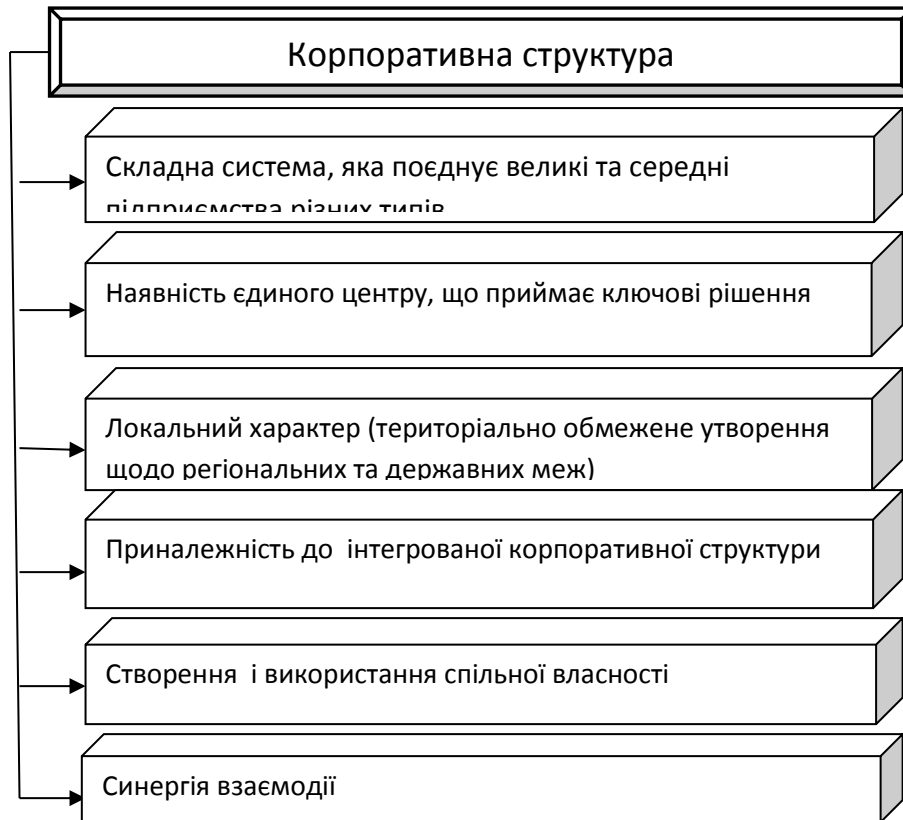 Корпоративна структура
Складна система, яка поєднує великі та середні
підприємства різних типів
Наявність єдиного центру, що приймає ключові рішення
Локальний характер (територіально обмежене утворення
щодо регіональних та державних меж)
Приналежність до інтегрованої корпоративної структури
Створення і використання спільної власності
Синергія взаємодії